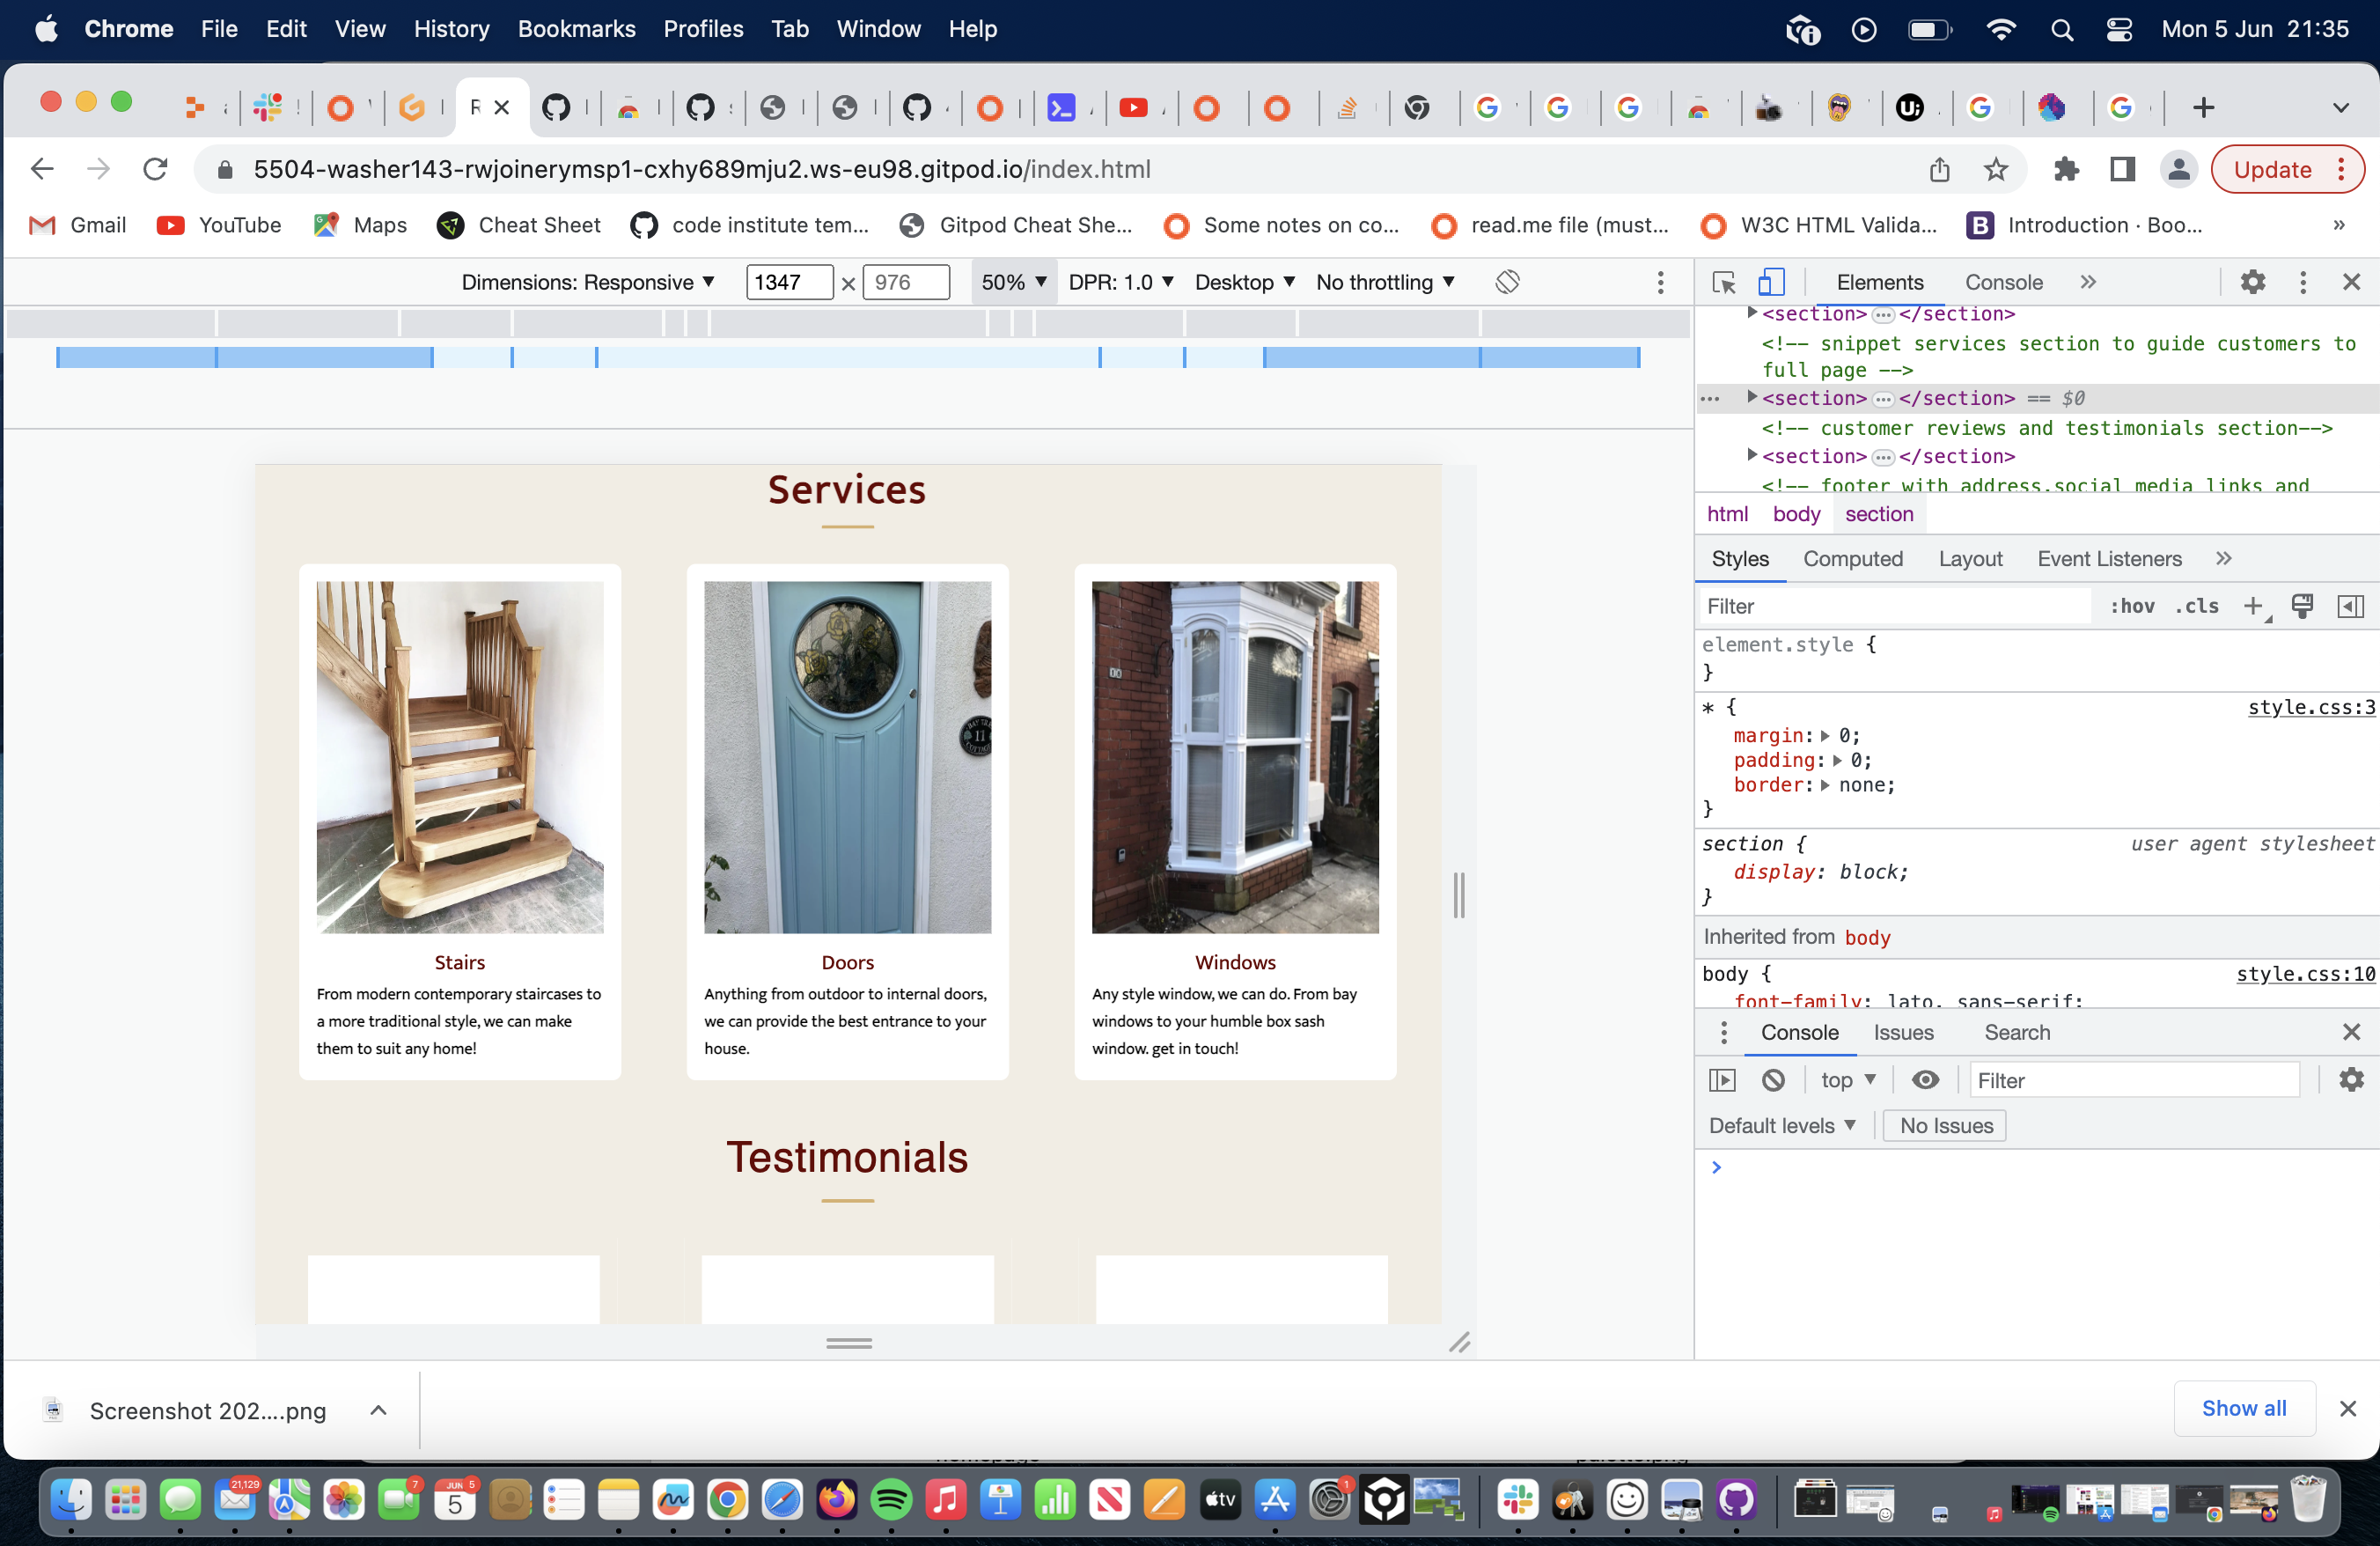 Chrome File Edit View History Bookmarks Profiles Tab Window Help Mon 5 Jun 21:35
5504-washer143-rwjoinerymsp1-cxhy689mju2.ws-eu98.gitpod.io/index.html Update
Gmail YouTube Maps Cheat Sheet code institute tem... Gitpod Cheat She... Some notes on co... read.me file (must... W3C HTML Valida... Introduction · Boo... »
Dimensions: Responsive ▼ 1347 × 976 50% ▼ DPR: 1.0 ▼ Desktop ▼ No throttling ▼
Elements Console »
<section>…</section>
<!-- snippet services section to guide customers to
full page -->
<section>…</section> == $0
<!-- customer reviews and testimonials section-->
<section>…</section>
<!-- footer with address,social media links and
html body section
Styles Computed Layout Event Listeners »
Filter :hov .cls
element.style {
}
* { style.css:3
margin: 0;
padding: 0;
border: none;
}
section { user agent stylesheet
display: block;
}
Inherited from body
body { style.css:10
font-family: lato, sans-serif;
Console Issues Search
top ▼ Filter
Default levels ▼ No Issues
Services
11
Stairs
From modern contemporary staircases to
a more traditional style, we can make
them to suit any home!
Doors
Anything from outdoor to internal doors,
we can provide the best entrance to your
house.
Windows
Any style window, we can do. From bay
windows to your humble box sash
window. get in touch!
Testimonials
Screenshot 202....png
Show all
21,129
7
JUN 5
5
tv
1